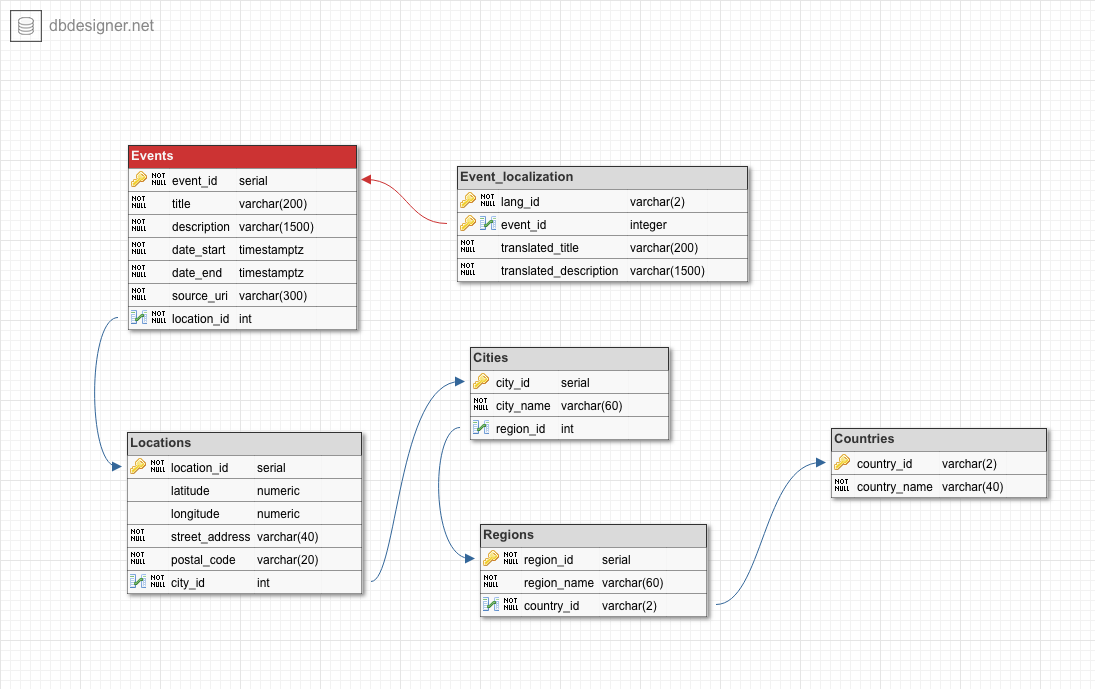 dbdesigner.net
Events
NOT NULL event_id serial
NOT NULL title varchar(200)
NOT NULL description varchar(1500)
NOT NULL date_start timestamptz
NOT NULL date_end timestamptz
NOT NULL source_uri varchar(300)
NOT NULL location_id int
Event_localization
NOT NULL lang_id varchar(2)
event_id integer
NOT NULL translated_title varchar(200)
NOT NULL translated_description varchar(1500)
Cities
city_id serial
NOT NULL city_name varchar(60)
region_id int
Locations
NOT NULL location_id serial
latitude numeric
longitude numeric
NOT NULL street_address varchar(40)
NOT NULL postal_code varchar(20)
NOT NULL city_id int
Countries
country_id varchar(2)
NOT NULL country_name varchar(40)
Regions
NOT NULL region_id serial
NOT NULL region_name varchar(60)
NOT NULL country_id varchar(2)